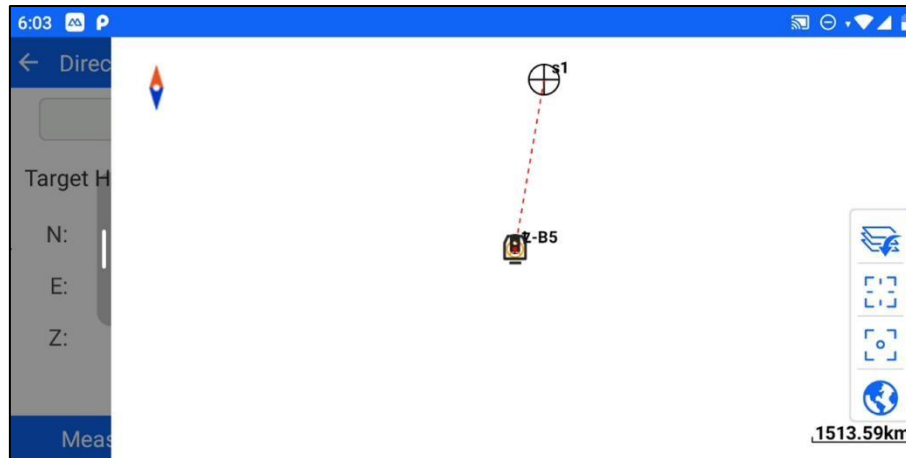 6:03
Direc
s1
Target H
N:
Z-B5
E:
Z:
1513.59km
Meas